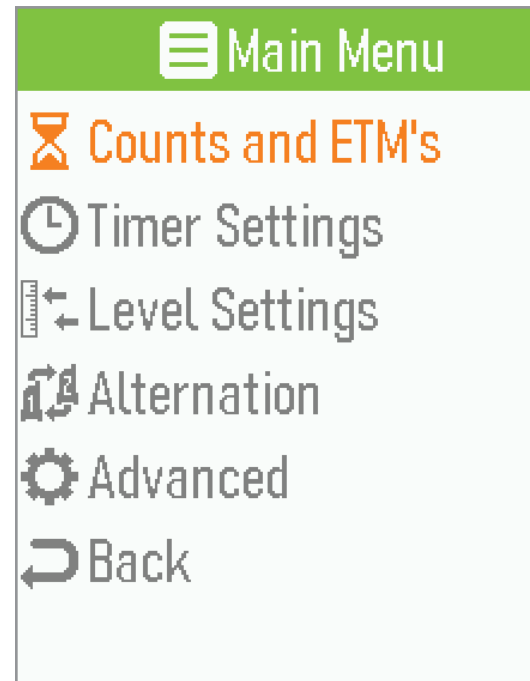 Main Menu
Counts and ETM's
Timer Settings
Level Settings
Alternation
Advanced
Back